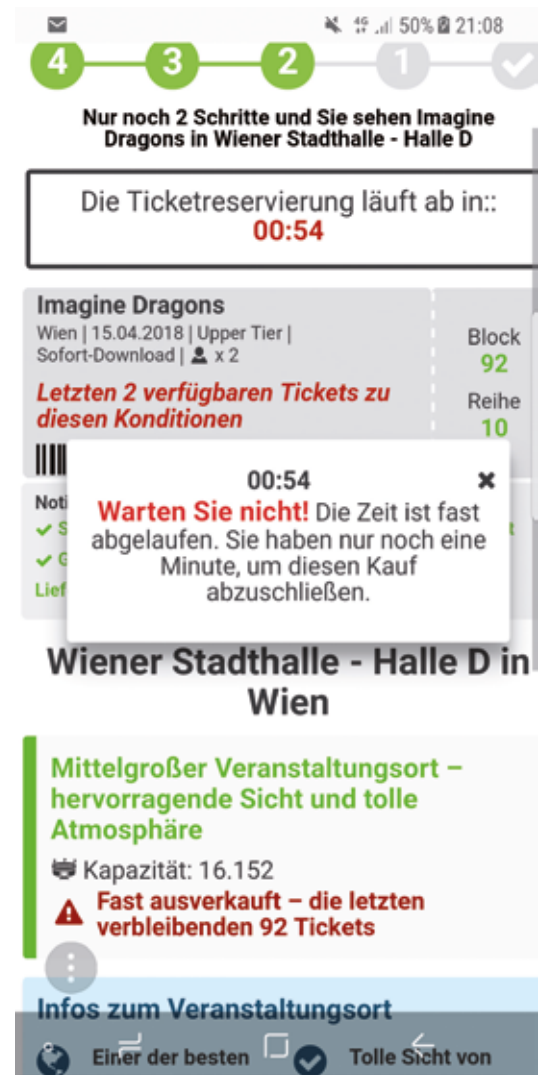 50% 21:08
4 3 2 1
Nur noch 2 Schritte und Sie sehen Imagine
Dragons in Wiener Stadthalle - Halle D
Die Ticketreservierung läuft ab in::
00:54
Imagine Dragons
Wien | 15.04.2018 | Upper Tier |
Sofort-Download | x 2
Letzten 2 verfügbaren Tickets zu
diesen Konditionen
Block
92
Reihe
10
00:54
Warten Sie nicht! Die Zeit ist fast
abgelaufen. Sie haben nur noch eine
Minute, um diesen Kauf
abzuschließen.
Wiener Stadthalle - Halle D in
Wien
Mittelgroßer Veranstaltungsort –
hervorragende Sicht und tolle
Atmosphäre
Kapazität: 16.152
Fast ausverkauft – die letzten
verbleibenden 92 Tickets
Infos zum Veranstaltungsort
Einer der besten
Tolle Sicht von